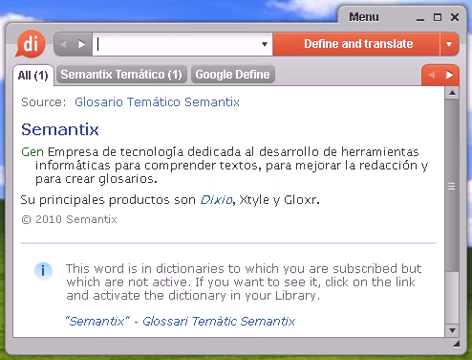 Menu
di
Define and translate
All (1)
Semantix Temático (1)
Google Define
Source: Glosario Temático Semantix
Semantix
Gen Empresa de tecnología dedicada al desarrollo de herramientas
informáticas para comprender textos, para mejorar la redacción y
para crear glosarios.
Su principales productos son Dixio, Xtyle y Gloxr.
© 2010 Semantix
i
This word is in dictionaries to which you are subscribed but
which are not active. If you want to see it, click on the link
and activate the dictionary in your Library.
"Semantix" - Glossari Temàtic Semantix